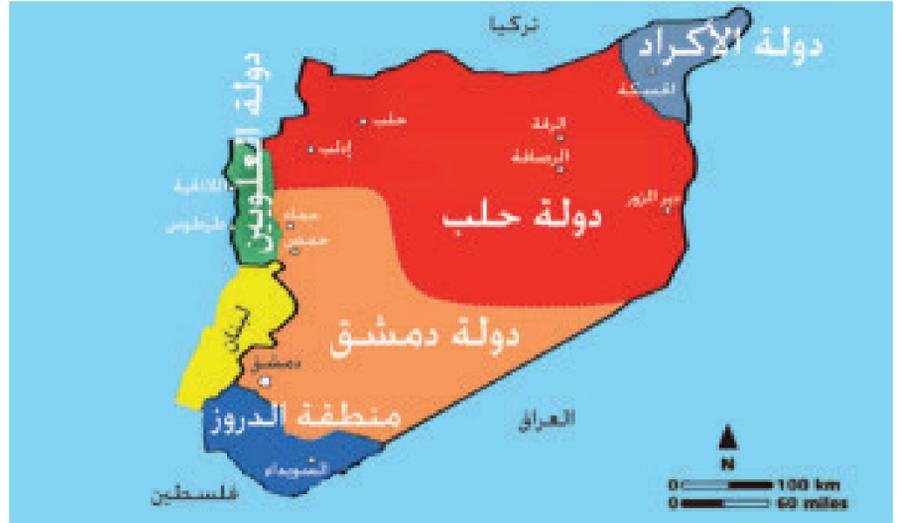 تركيا
دولة الأكراد
دولة العلويين
حلب
إدلب
الرقة
الرصافة
دير الزور
اللاذقية
طرطوس
حماه
حمص
دولة حلب
لبنان
دولة دمشق
دمشق
منطقة الدروز
السويداء
العراق
فلسطين
N
0 100 km
0 60 miles